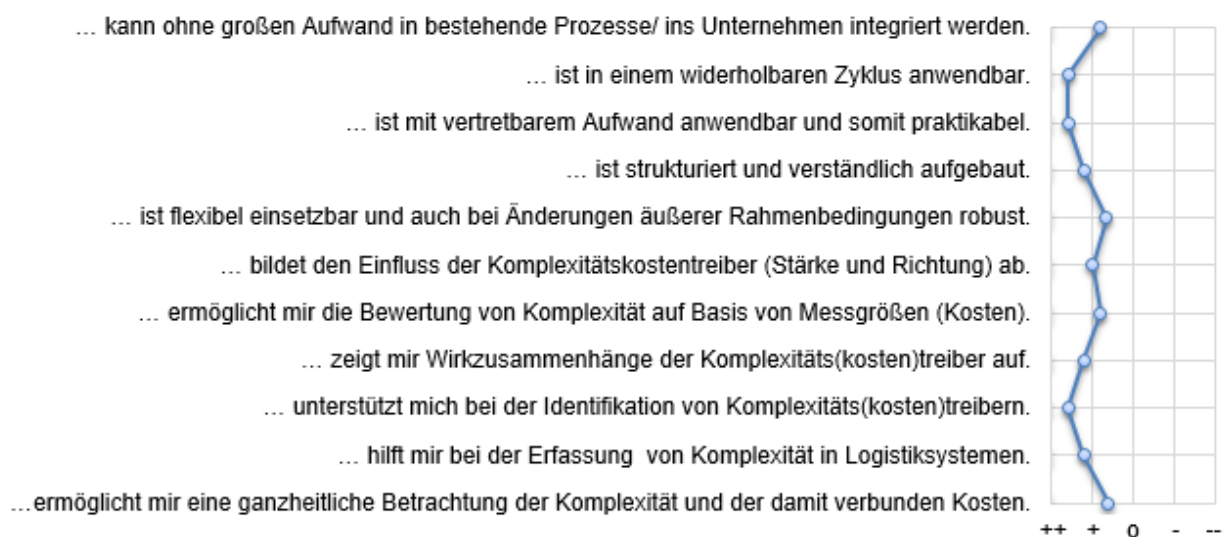 … kann ohne großen Aufwand in bestehende Prozesse/ ins Unternehmen integriert werden.
… ist in einem widerholbaren Zyklus anwendbar.
… ist mit vertretbarem Aufwand anwendbar und somit praktikabel.
… ist strukturiert und verständlich aufgebaut.
… ist flexibel einsetzbar und auch bei Änderungen äußerer Rahmenbedingungen robust.
… bildet den Einfluss der Komplexitätskostentreiber (Stärke und Richtung) ab.
… ermöglicht mir die Bewertung von Komplexität auf Basis von Messgrößen (Kosten).
… zeigt mir Wirkzusammenhänge der Komplexitäts(kosten)treiber auf.
… unterstützt mich bei der Identifikation von Komplexitäts(kosten)treibern.
… hilft mir bei der Erfassung  von Komplexität in Logistiksystemen.
…ermöglicht mir eine ganzheitliche Betrachtung der Komplexität und der damit verbunden Kosten.
++ + 0 - --